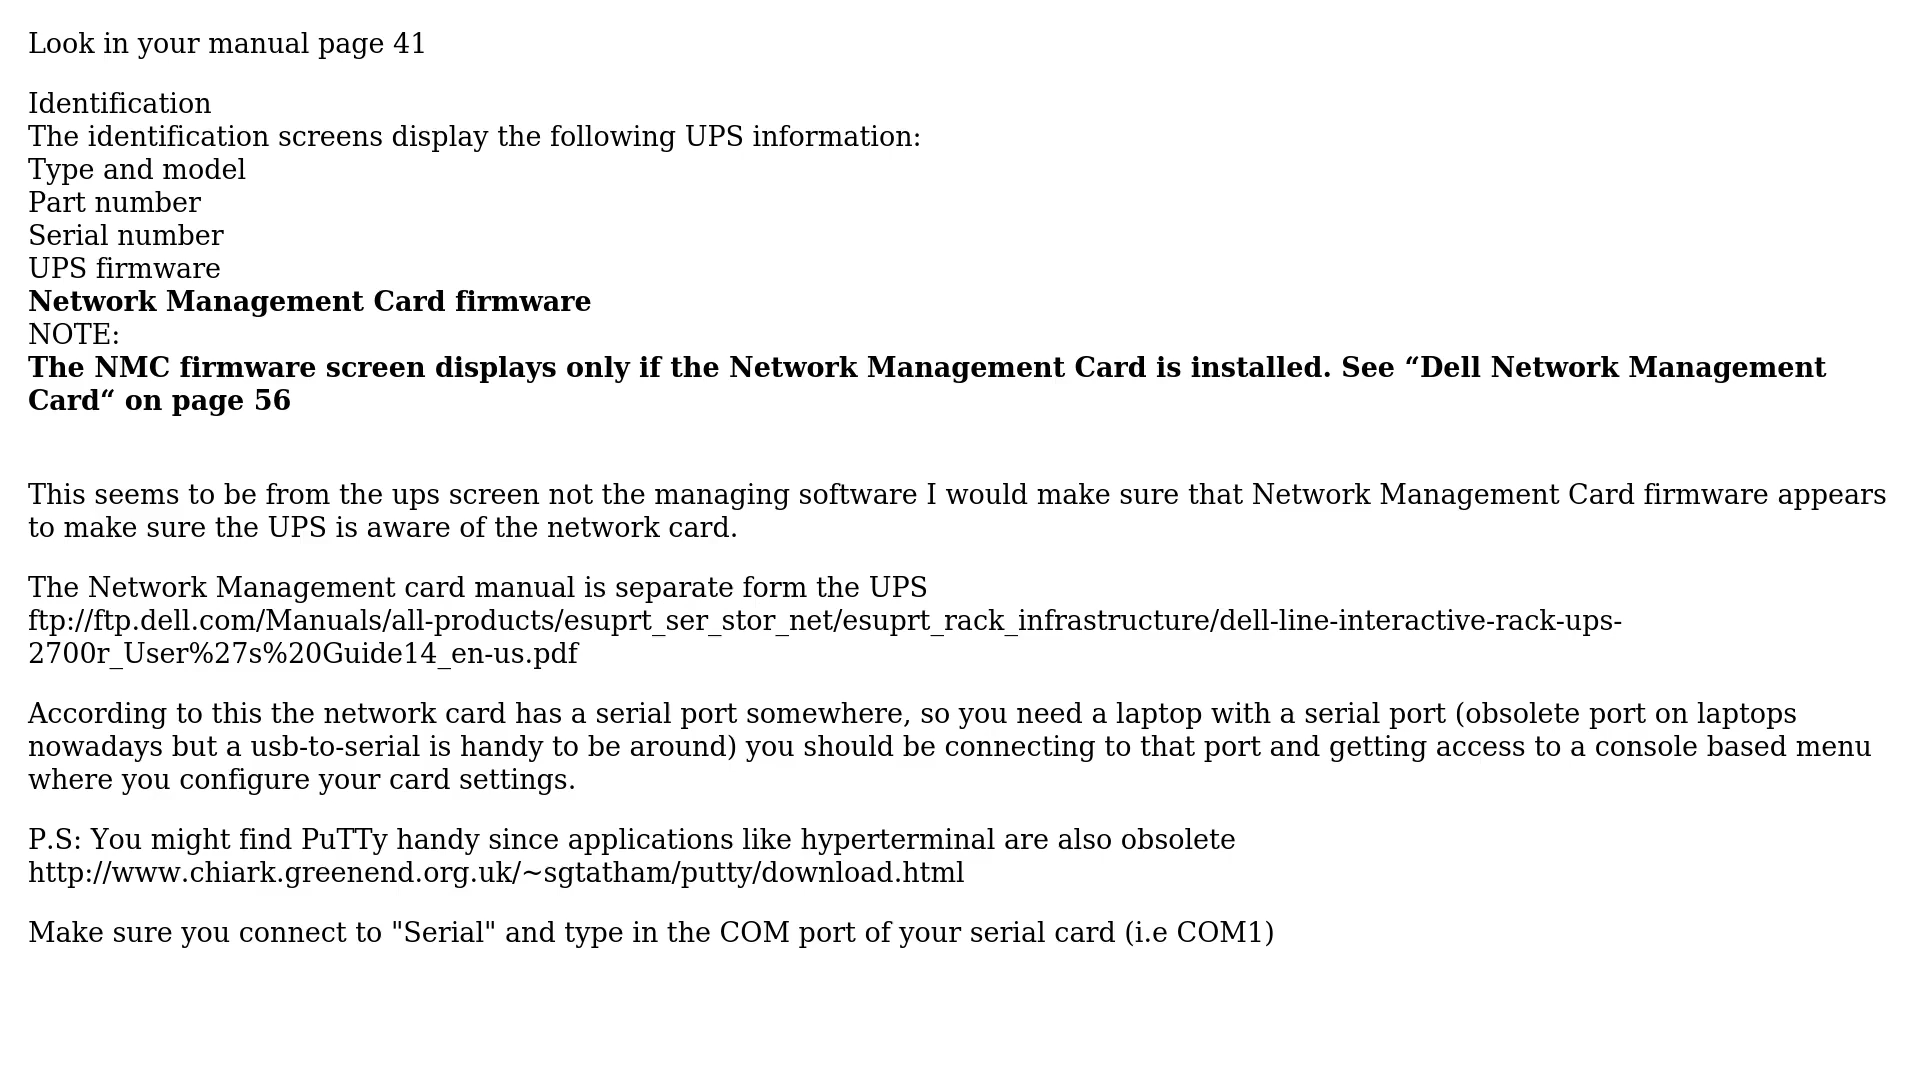 Look in your manual page 41
Identification
The identification screens display the following UPS information:
Type and model
Part number
Serial number
UPS firmware
Network Management Card firmware
NOTE:
The NMC firmware screen displays only if the Network Management Card is installed. See “Dell Network Management
Card“ on page 56
This seems to be from the ups screen not the managing software I would make sure that Network Management Card firmware appears
to make sure the UPS is aware of the network card.
The Network Management card manual is separate form the UPS
ftp://ftp.dell.com/Manuals/all-products/esuprt_ser_stor_net/esuprt_rack_infrastructure/dell-line-interactive-rack-ups-
2700r_User%27s%20Guide14_en-us.pdf
According to this the network card has a serial port somewhere, so you need a laptop with a serial port (obsolete port on laptops
nowadays but a usb-to-serial is handy to be around) you should be connecting to that port and getting access to a console based menu
where you configure your card settings.
P.S: You might find PuTTy handy since applications like hyperterminal are also obsolete
http://www.chiark.greenend.org.uk/~sgtatham/putty/download.html
Make sure you connect to "Serial" and type in the COM port of your serial card (i.e COM1)